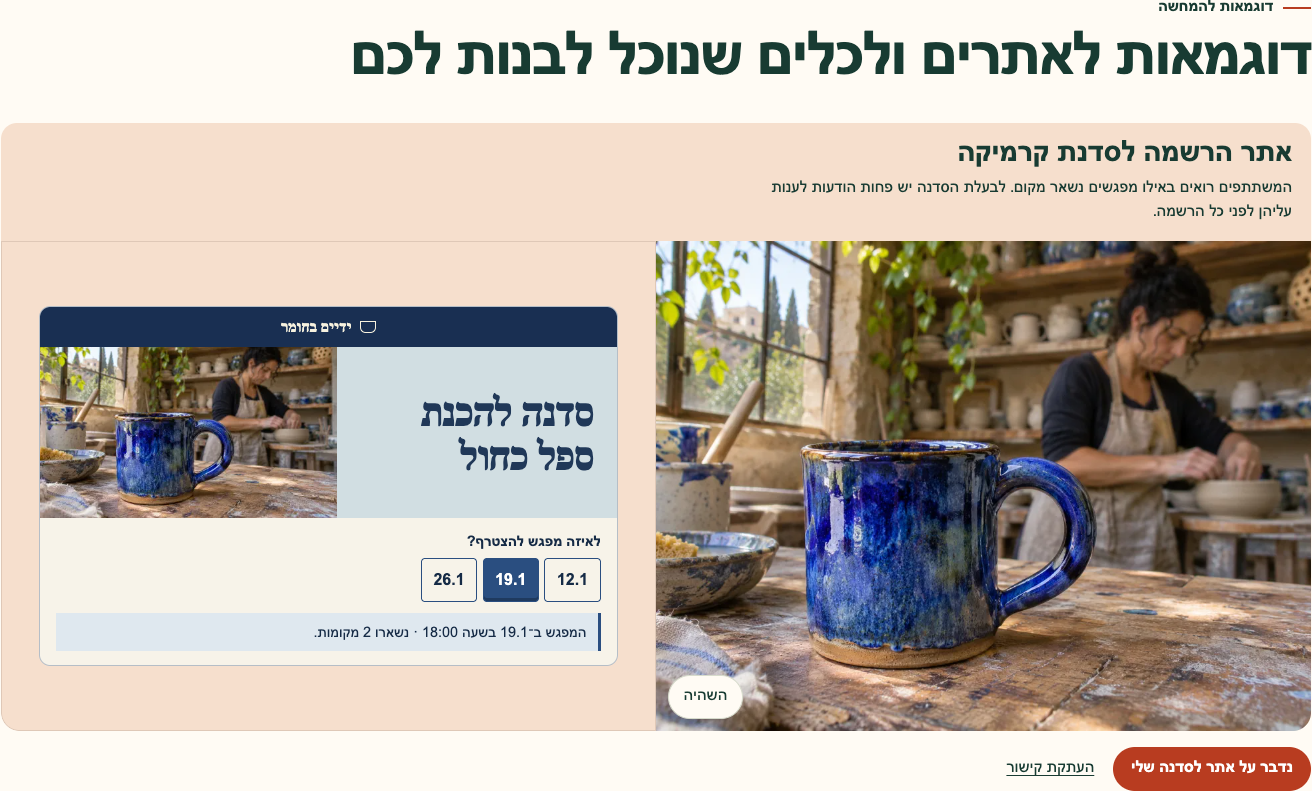 דוגמאות להמחשה
דוגמאות לאתרים ולכלים שנוכל לבנות לכם
אתר הרשמה לסדנת קרמיקה
המשתתפים רואים באילו מפגשים נשאר מקום. לבעלת הסדנה יש פחות הודעות לענות
עליהן לפני כל הרשמה.
ידיים בחומר
סדנה להכנת
ספל כחול
לאיזה מפגש להצטרף?
12.1 19.1 26.1
המפגש ב־19.1 בשעה 18:00 · נשארו 2 מקומות.
השהיה
נדבר על אתר לסדנה שלי העתקת קישור